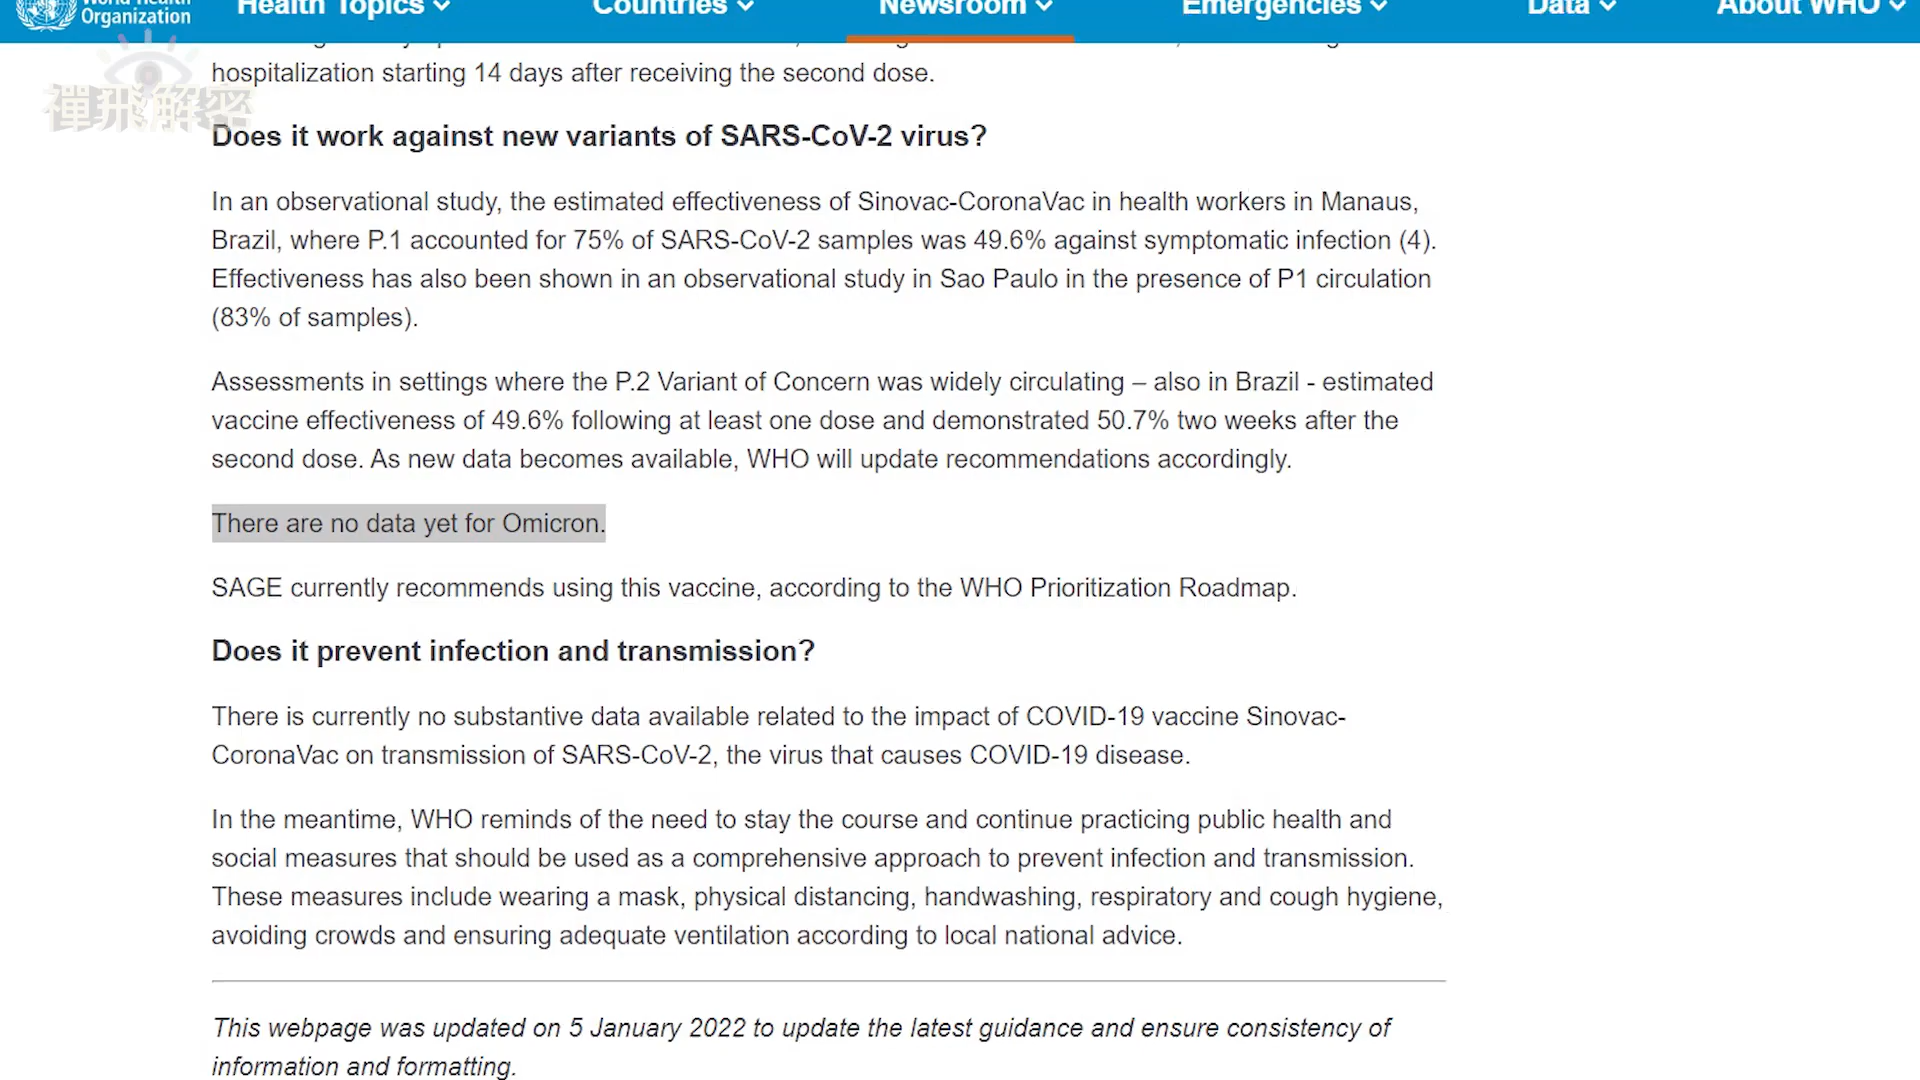 World Health
Organization
Health Topics
Countries
Newsroom
Emergencies
Data
About WHO
禪飛解密
hospitalization starting 14 days after receiving the second dose.
Does it work against new variants of SARS-CoV-2 virus?
In an observational study, the estimated effectiveness of Sinovac-CoronaVac in health workers in Manaus,
Brazil, where P.1 accounted for 75% of SARS-CoV-2 samples was 49.6% against symptomatic infection (4).
Effectiveness has also been shown in an observational study in Sao Paulo in the presence of P1 circulation
(83% of samples).
Assessments in settings where the P.2 Variant of Concern was widely circulating – also in Brazil - estimated
vaccine effectiveness of 49.6% following at least one dose and demonstrated 50.7% two weeks after the
second dose. As new data becomes available, WHO will update recommendations accordingly.
There are no data yet for Omicron.
SAGE currently recommends using this vaccine, according to the WHO Prioritization Roadmap.
Does it prevent infection and transmission?
There is currently no substantive data available related to the impact of COVID-19 vaccine Sinovac-
CoronaVac on transmission of SARS-CoV-2, the virus that causes COVID-19 disease.
In the meantime, WHO reminds of the need to stay the course and continue practicing public health and
social measures that should be used as a comprehensive approach to prevent infection and transmission.
These measures include wearing a mask, physical distancing, handwashing, respiratory and cough hygiene,
avoiding crowds and ensuring adequate ventilation according to local national advice.
This webpage was updated on 5 January 2022 to update the latest guidance and ensure consistency of
information and formatting.